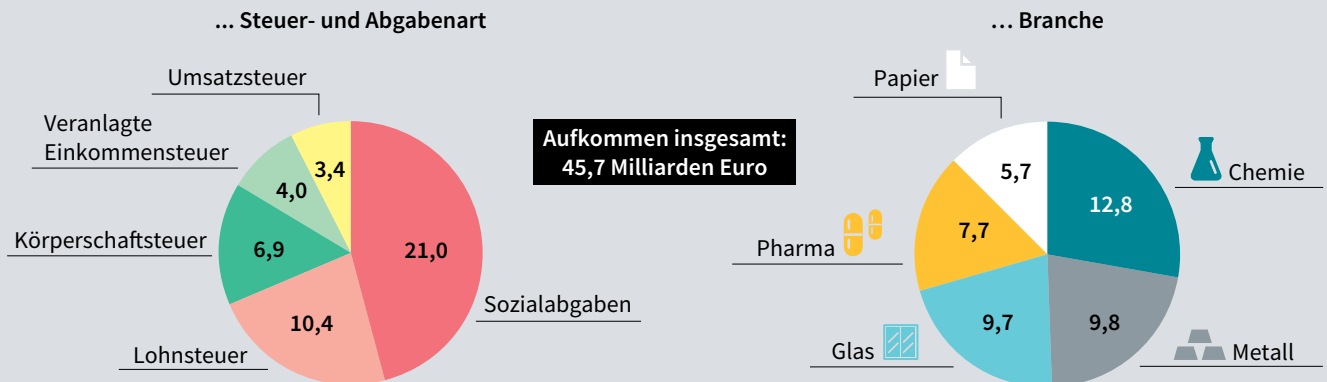 ... Steuer- und Abgabenart
Umsatzsteuer
Veranlagte
Einkommensteuer
3,4
4,0
Körperschaftsteuer
6,9
21,0
Sozialabgaben
10,4
Lohnsteuer
Aufkommen insgesamt:
45,7 Milliarden Euro
... Branche
Papier
5,7
Chemie
12,8
Pharma
7,7
Glas
9,7
9,8
Metall